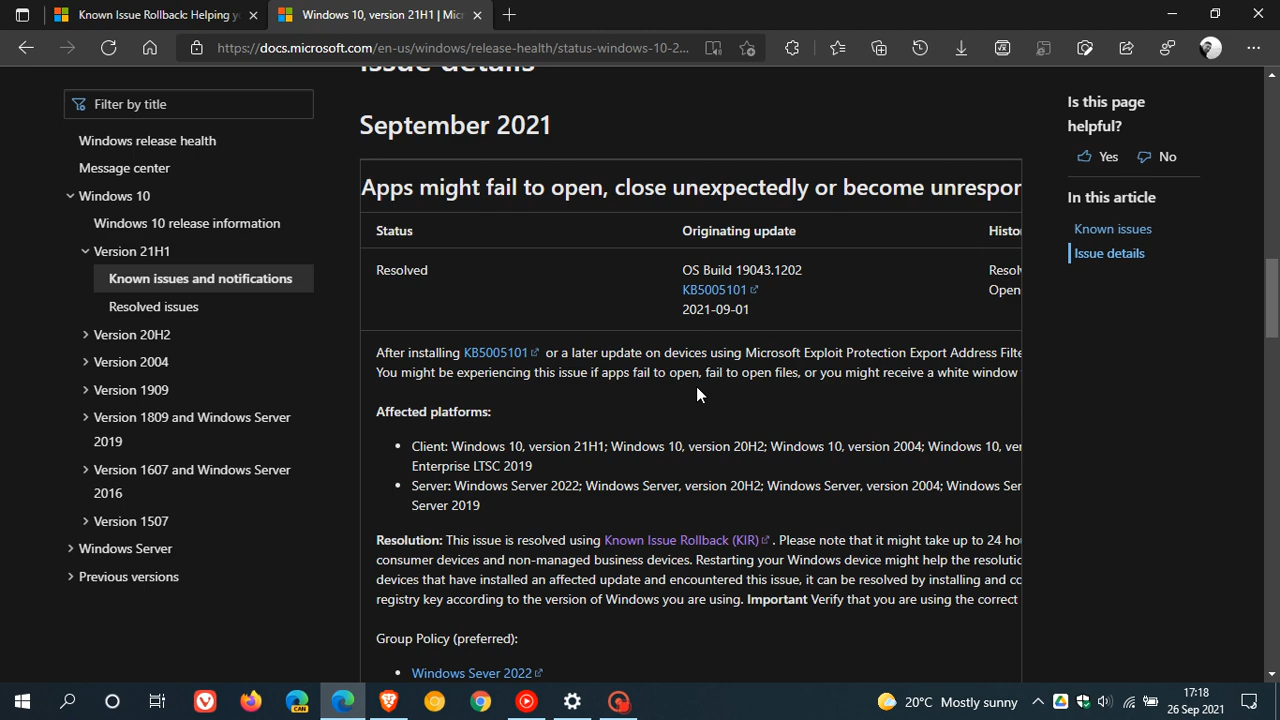 Known Issue Rollback: Helping y
Windows 10, version 21H1 | Mic
https://docs.microsoft.com/en-us/windows/release-health/status-windows-10-2...
Issue details
Filter by title
Windows release health
Message center
Windows 10
Windows 10 release information
Version 21H1
Known issues and notifications
Resolved issues
Version 20H2
Version 2004
Version 1909
Version 1809 and Windows Server
2019
Version 1607 and Windows Server
2016
Version 1507
Windows Server
Previous versions
September 2021
Apps might fail to open, close unexpectedly or become unrespon
Status Originating update Histo
Resolved OS Build 19043.1202 Resolv
KB5005101 Open
2021-09-01
After installing KB5005101 or a later update on devices using Microsoft Exploit Protection Export Address Filte
You might be experiencing this issue if apps fail to open, fail to open files, or you might receive a white window
Affected platforms:
• Client: Windows 10, version 21H1; Windows 10, version 20H2; Windows 10, version 2004; Windows 10, ver
Enterprise LTSC 2019
• Server: Windows Server 2022; Windows Server, version 20H2; Windows Server, version 2004; Windows Ser
Server 2019
Resolution: This issue is resolved using Known Issue Rollback (KIR). Please note that it might take up to 24 hou
consumer devices and non-managed business devices. Restarting your Windows device might help the resolutio
devices that have installed an affected update and encountered this issue, it can be resolved by installing and co
registry key according to the version of Windows you are using. Important Verify that you are using the correct
Group Policy (preferred):
• Windows Sever 2022
Is this page
helpful?
Yes No
In this article
Known issues
Issue details
CAN
20°C Mostly sunny
17:18
26 Sep 2021